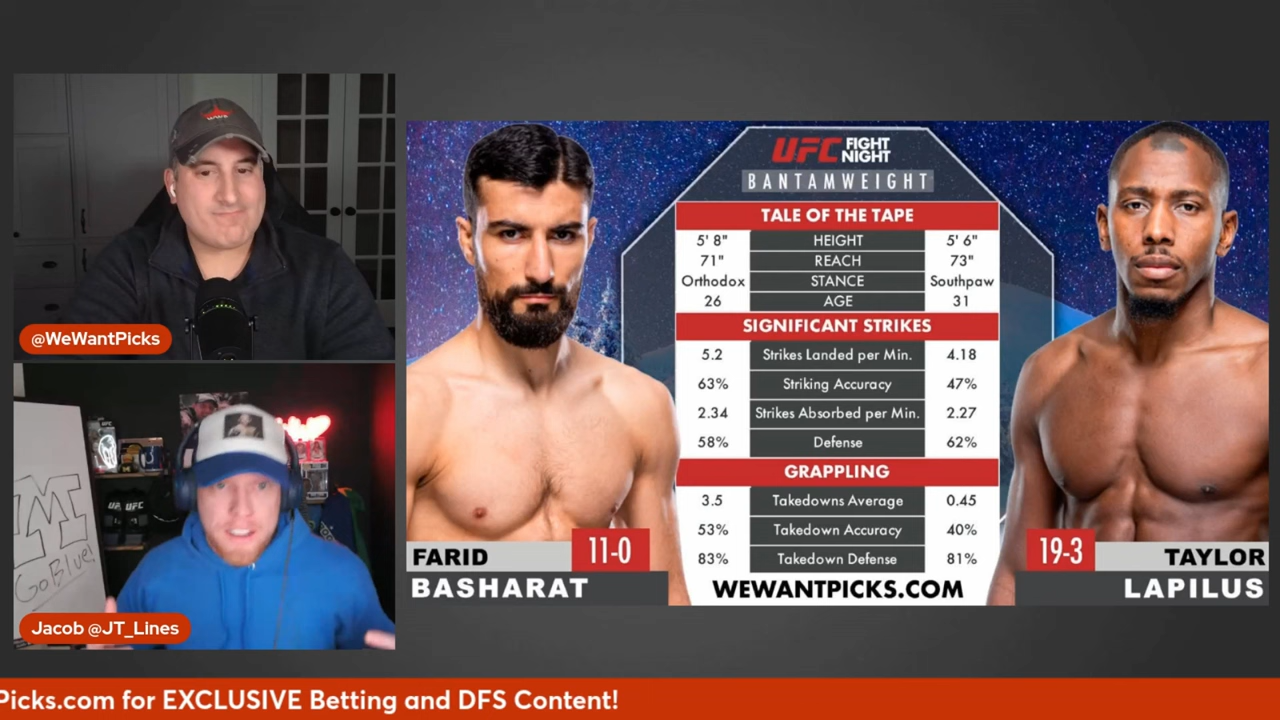 @WeWantPicks
M
Go Blue!
Jacob @JT_Lines
UFC FIGHT NIGHT
BANTAMWEIGHT
TALE OF THE TAPE
5' 8" HEIGHT 5' 6"
71" REACH 73"
Orthodox STANCE Southpaw
26 AGE 31
SIGNIFICANT STRIKES
5.2 Strikes Landed per Min. 4.18
63% Striking Accuracy 47%
2.34 Strikes Absorbed per Min. 2.27
58% Defense 62%
GRAPPLING
3.5 Takedowns Average 0.45
53% Takedown Accuracy 40%
83% Takedown Defense 81%
FARID 11-0
BASHARAT
WEWANTPICKS.COM
19-3 TAYLOR
LAPILUS
Picks.com for EXCLUSIVE Betting and DFS Content!